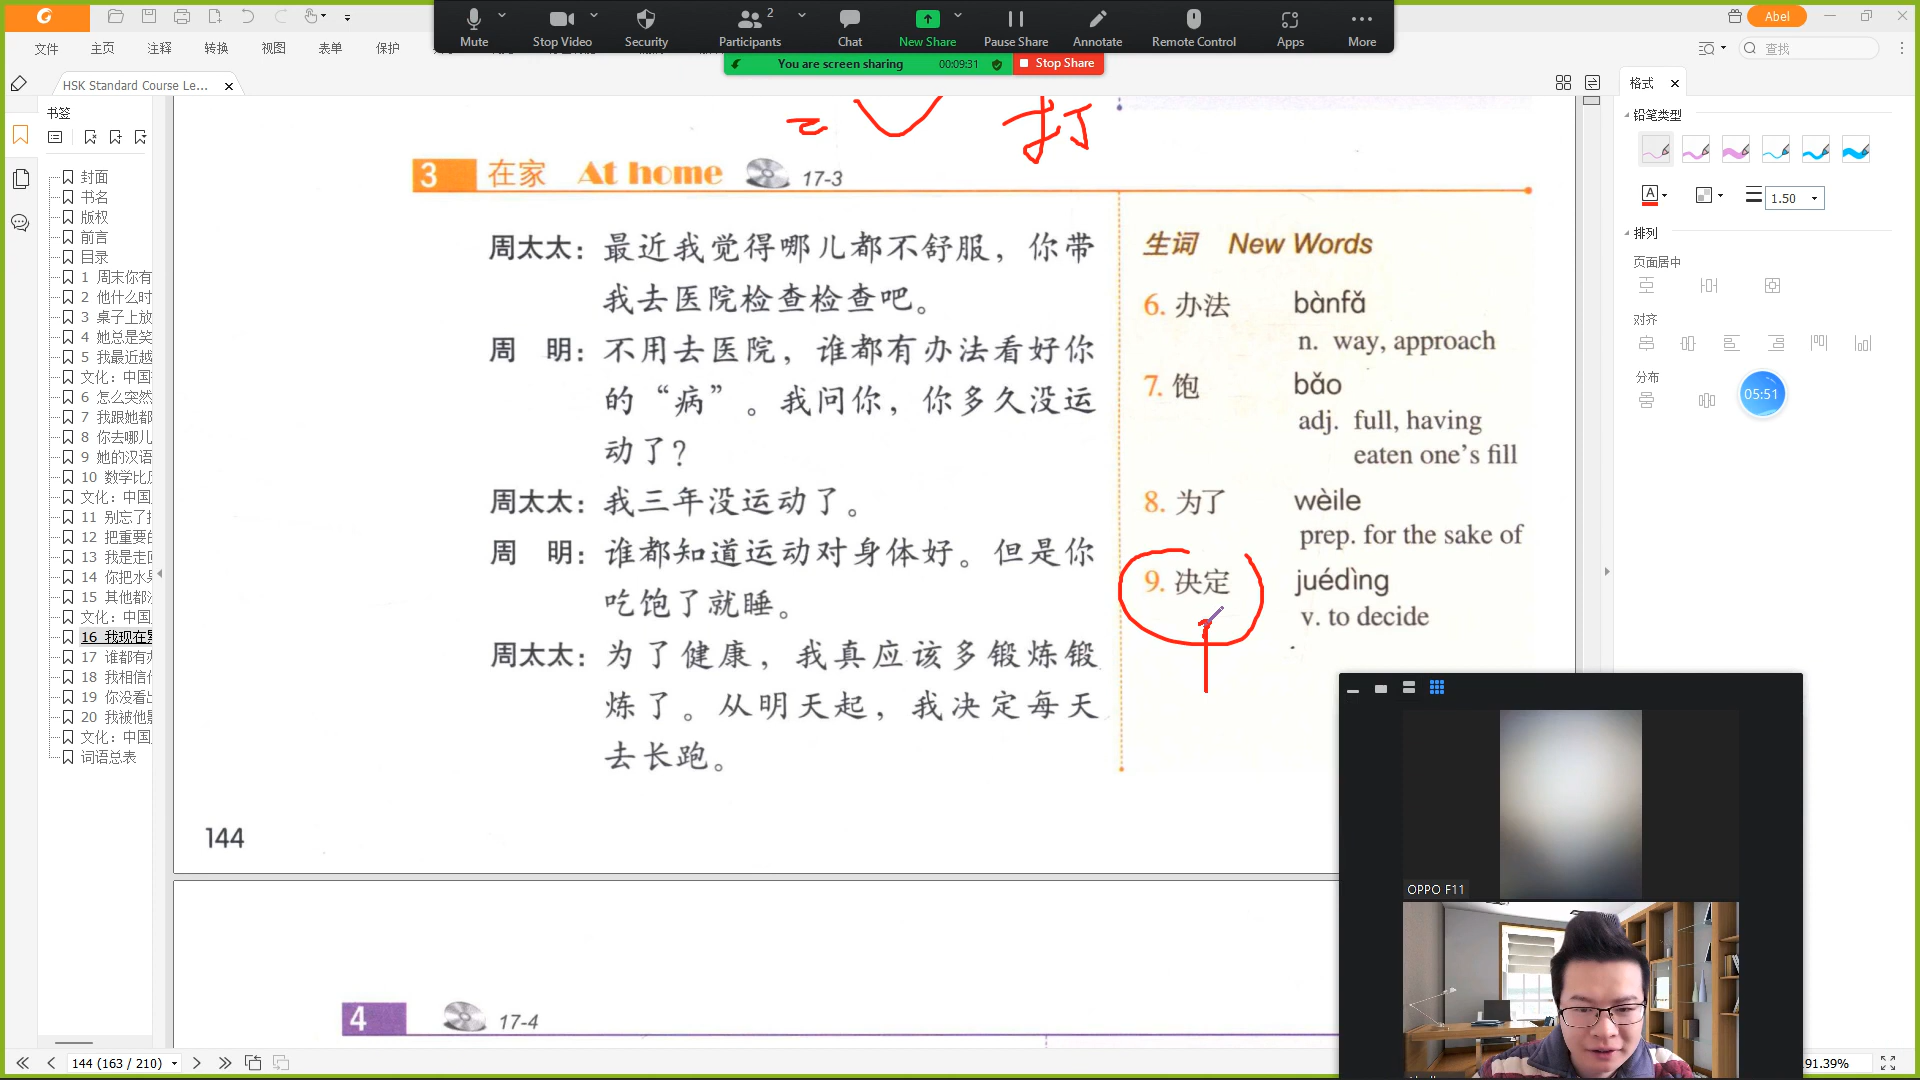 Mute
Stop Video
Security
Participants
2
Chat
New Share
Pause Share
Annotate
Remote Control
Apps
More
Abel
文件
主页
注释
转换
视图
表单
保护
You are screen sharing
00:09:31
Stop Share
查找
HSK Standard Course Le...
书签
封面
书名
版权
前言
目录
1 周末你有
2 他什么时
3 桌子上放
4 她总是笑
5 我最近越
文化：中国
6 怎么突然
7 我跟她都
8 你去哪儿
9 她的汉语
10 数学比历
文化：中国
11 别忘了把
12 把重要的
13 我是走回
14 你把水果
15 其他都没
文化：中国
16 我现在累
17 谁都有办
18 我相信他
19 你没看出
20 我被他影
文化：中国
词语总表
打
3 在家 At home 17-3
周太太：最近我觉得哪儿都不舒服，你带
我去医院检查检查吧。
周 明：不用去医院，谁都有办法看好你
的“病”。我问你，你多久没运
动了？
周太太：我三年没运动了。
周 明：谁都知道运动对身体好。但是你
吃饱了就睡。
周太太：为了健康，我真应该多锻炼锻
炼了。从明天起，我决定每天
去长跑。
生词 New Words
6. 办法 bànfǎ
n. way, approach
7. 饱 bǎo
adj. full, having
eaten one's fill
8. 为了 wèile
prep. for the sake of
9. 决定 juédìng
v. to decide
144
4 17-4
格式
铅笔类型
A
1.50
排列
页面居中
对齐
分布
05:51
OPPO F11
144 (163 / 210)
91.39%